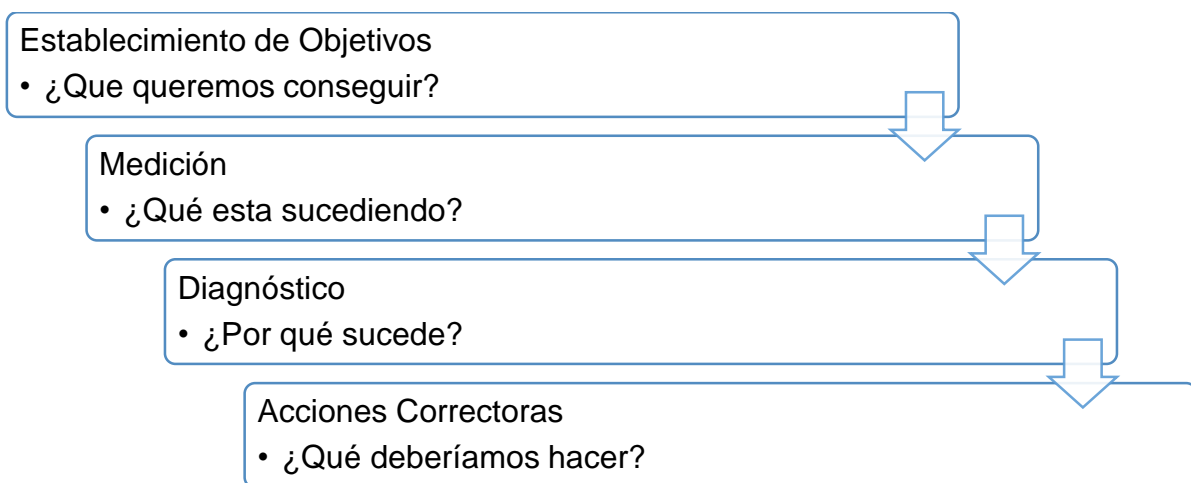 Establecimiento de Objetivos
• ¿Que queremos conseguir?
Medición
• ¿Qué esta sucediendo?
Diagnóstico
• ¿Por qué sucede?
Acciones Correctoras
• ¿Qué deberíamos hacer?